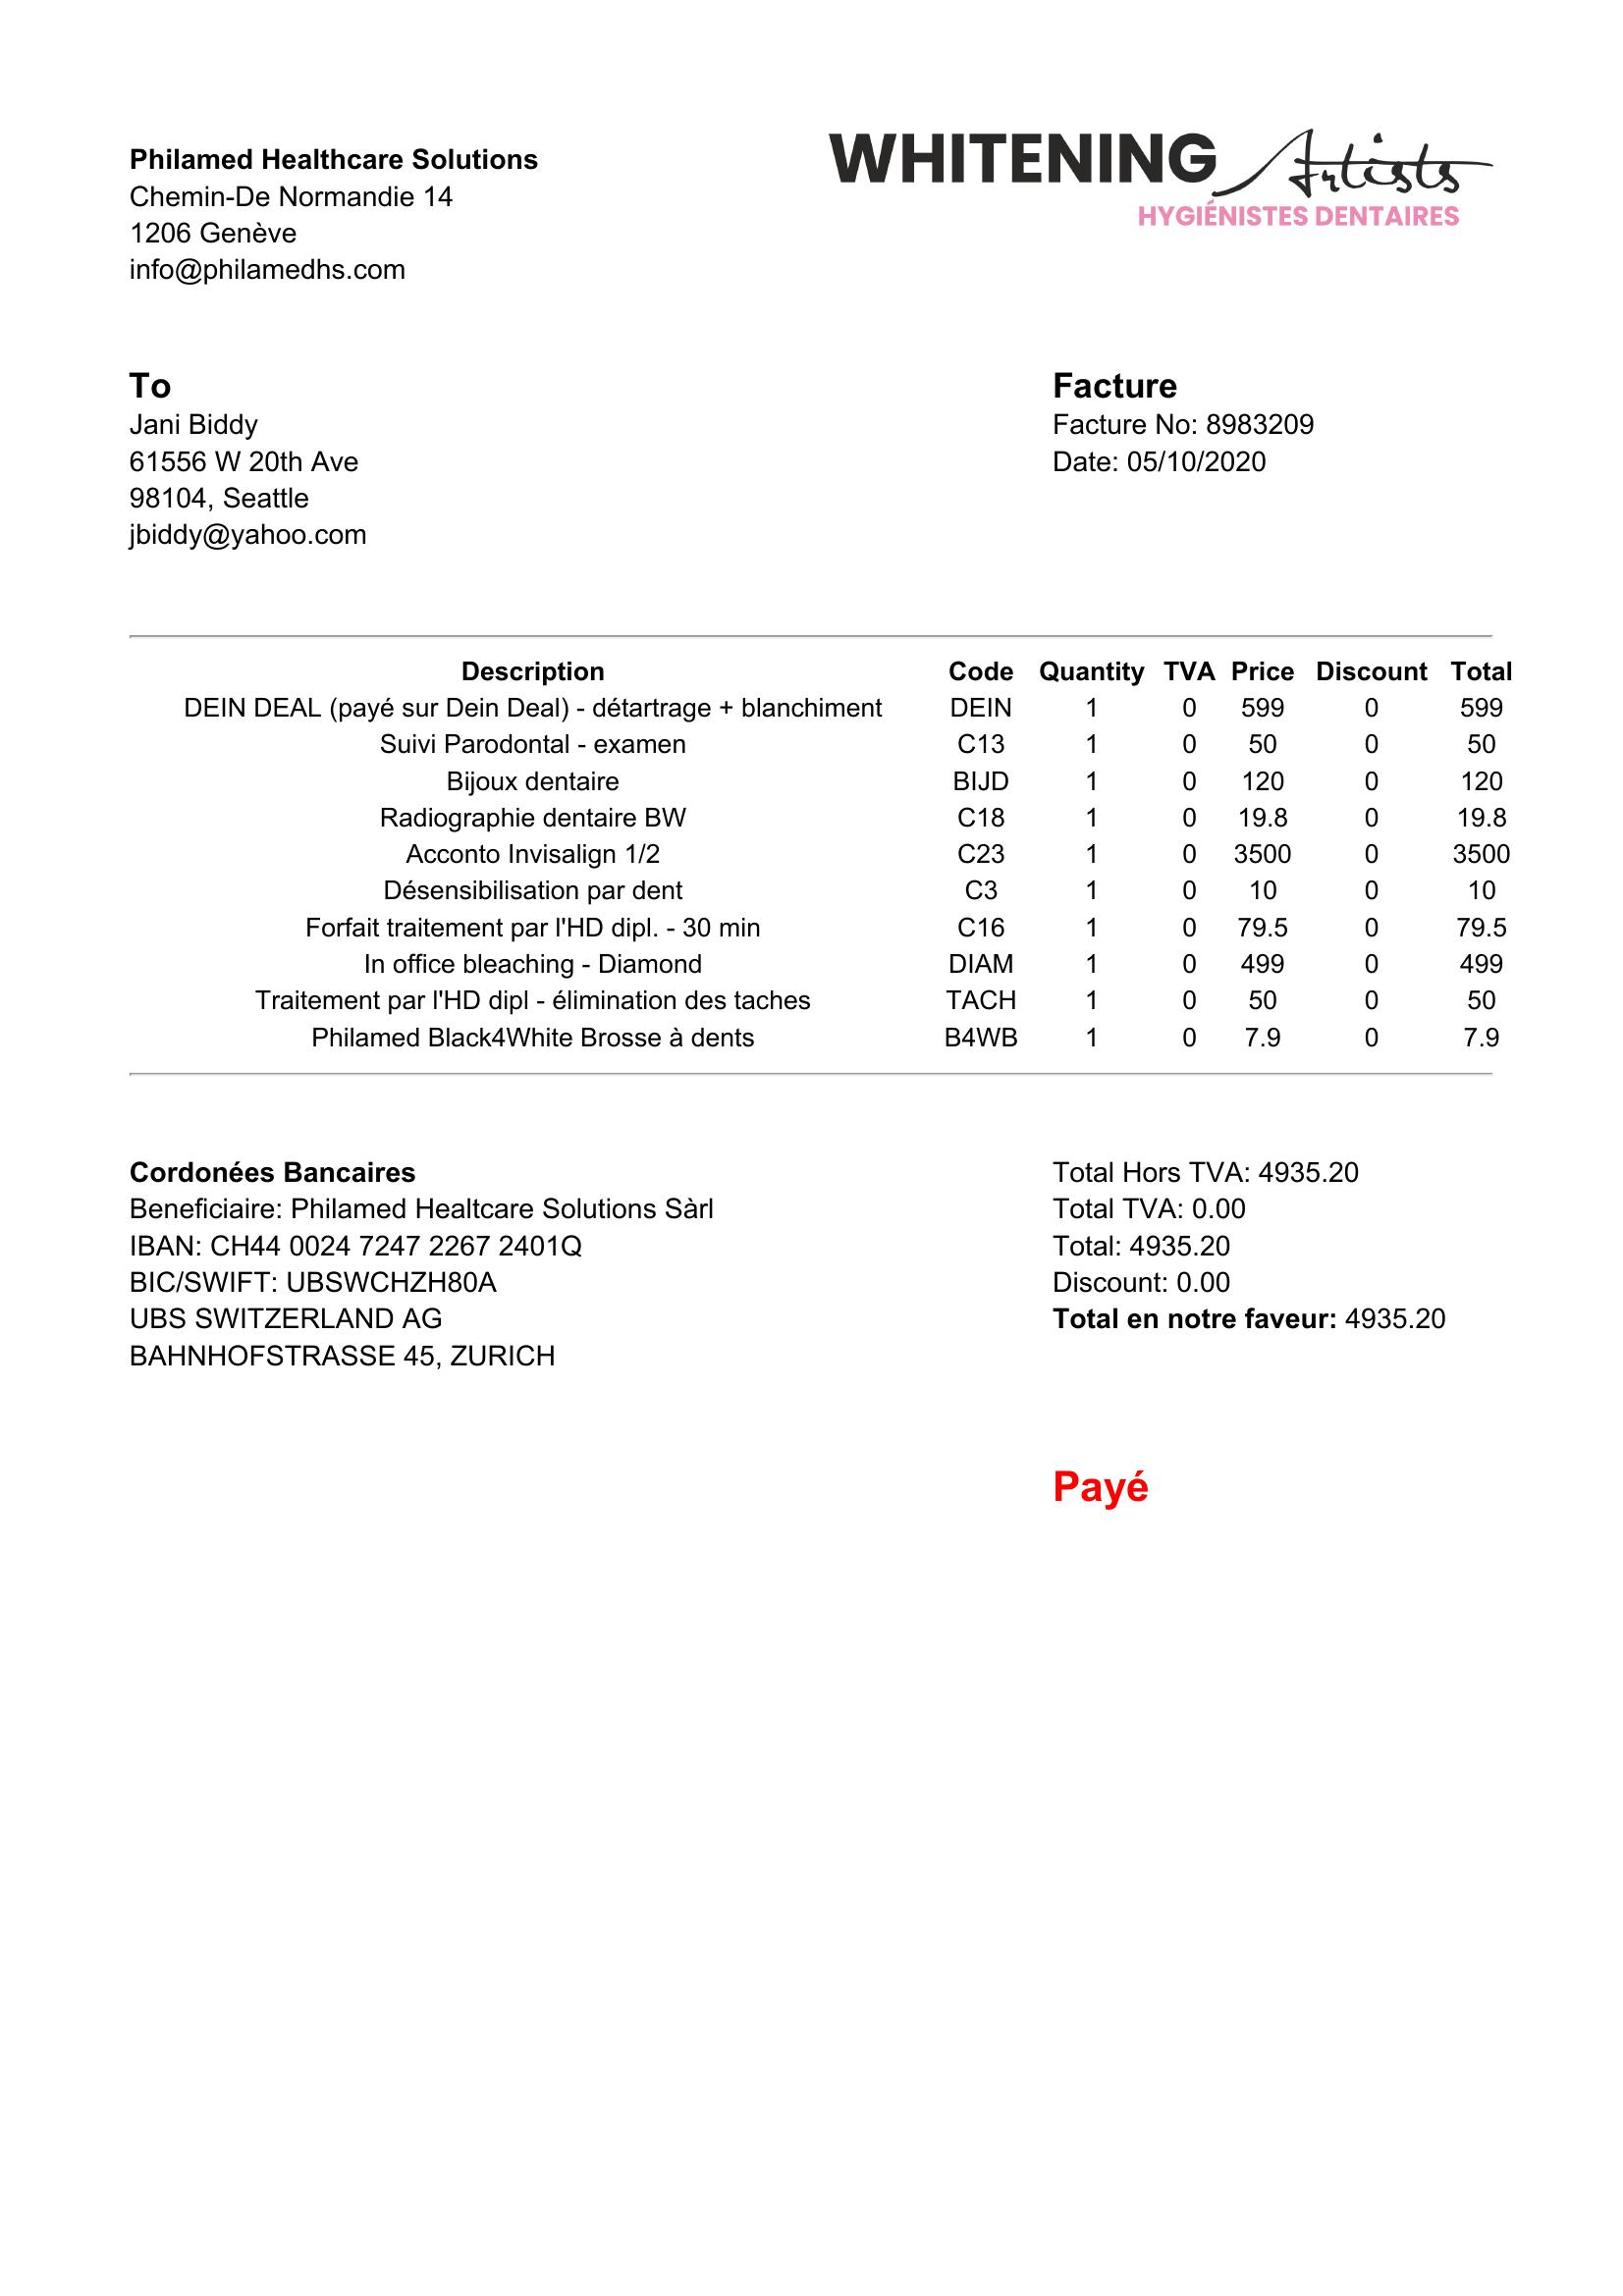 Philamed Healthcare Solutions
Chemin-De Normandie 14
1206 Genève
info@philamedhs.com
WHITENING Artists
HYGIÉNISTES DENTAIRES
To
Jani Biddy
61556 W 20th Ave
98104, Seattle
jbiddy@yahoo.com
Facture
Facture No: 8983209
Date: 05/10/2020
Description Code Quantity TVA Price Discount Total
DEIN DEAL (payé sur Dein Deal) - détartrage + blanchiment DEIN 1 0 599 0 599
Suivi Parodontal - examen C13 1 0 50 0 50
Bijoux dentaire BIJD 1 0 120 0 120
Radiographie dentaire BW C18 1 0 19.8 0 19.8
Acconto Invisalign 1/2 C23 1 0 3500 0 3500
Désensibilisation par dent C3 1 0 10 0 10
Forfait traitement par l'HD dipl. - 30 min C16 1 0 79.5 0 79.5
In office bleaching - Diamond DIAM 1 0 499 0 499
Traitement par l'HD dipl - élimination des taches TACH 1 0 50 0 50
Philamed Black4White Brosse à dents B4WB 1 0 7.9 0 7.9
Cordonées Bancaires
Beneficiaire: Philamed Healtcare Solutions Sàrl
IBAN: CH44 0024 7247 2267 2401Q
BIC/SWIFT: UBSWCHZH80A
UBS SWITZERLAND AG
BAHNHOFSTRASSE 45, ZURICH
Total Hors TVA: 4935.20
Total TVA: 0.00
Total: 4935.20
Discount: 0.00
Total en notre faveur: 4935.20
Payé